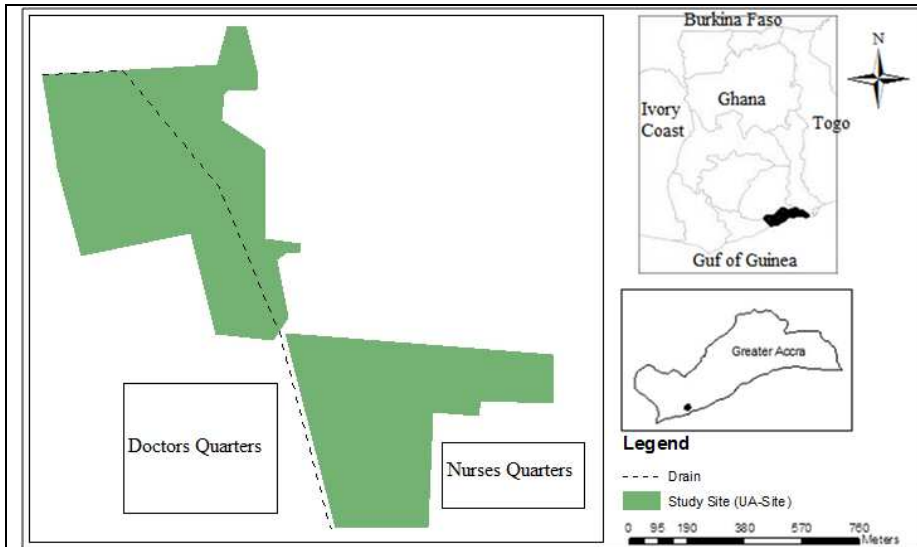 Doctors Quarters
Nurses Quarters
Burkina Faso
N
Ivory
Coast
Ghana
Togo
Guf of Guinea
Greater Accra
Legend
Drain
Study Site (UA-Site)
0 95 190 380 570 760
Meters